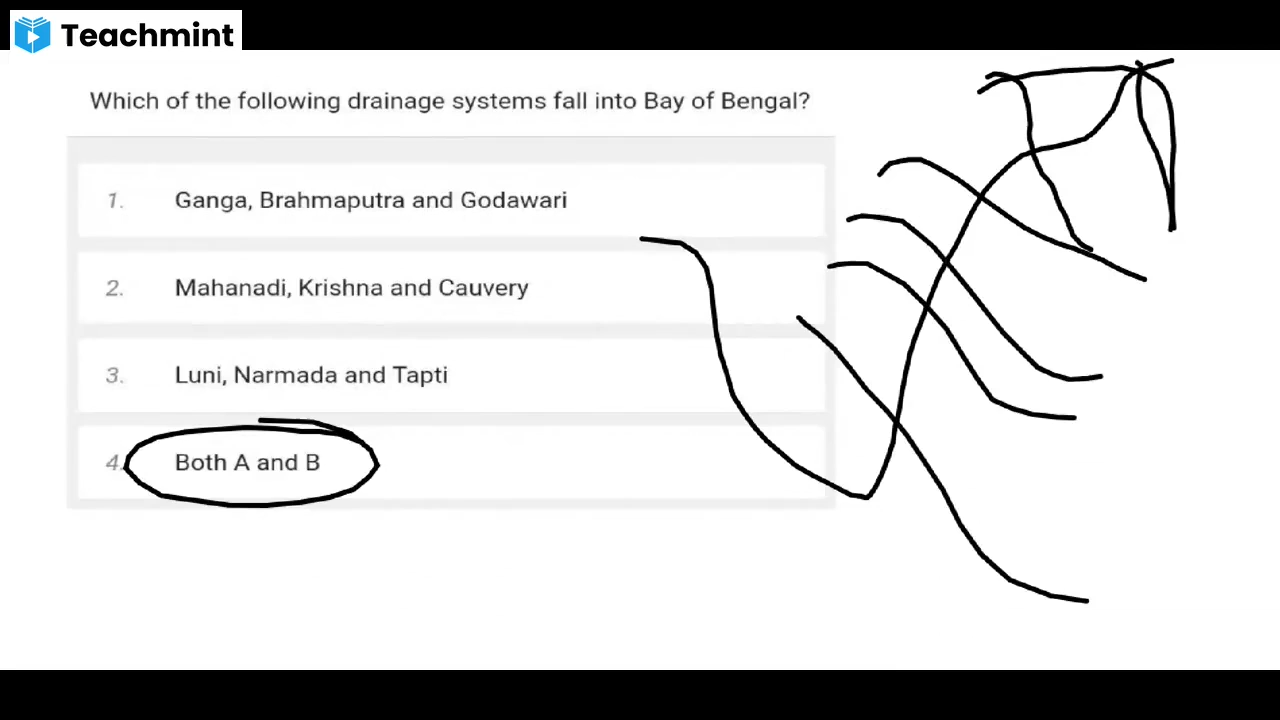 Teachmint
Which of the following drainage systems fall into Bay of Bengal?
1. Ganga, Brahmaputra and Godawari
2. Mahanadi, Krishna and Cauvery
3. Luni, Narmada and Tapti
4. Both A and B